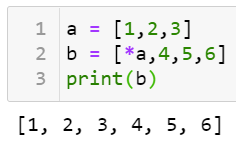 1 a = [1,2,3]
2 b = [*a,4,5,6]
3 print(b)
[1, 2, 3, 4, 5, 6]